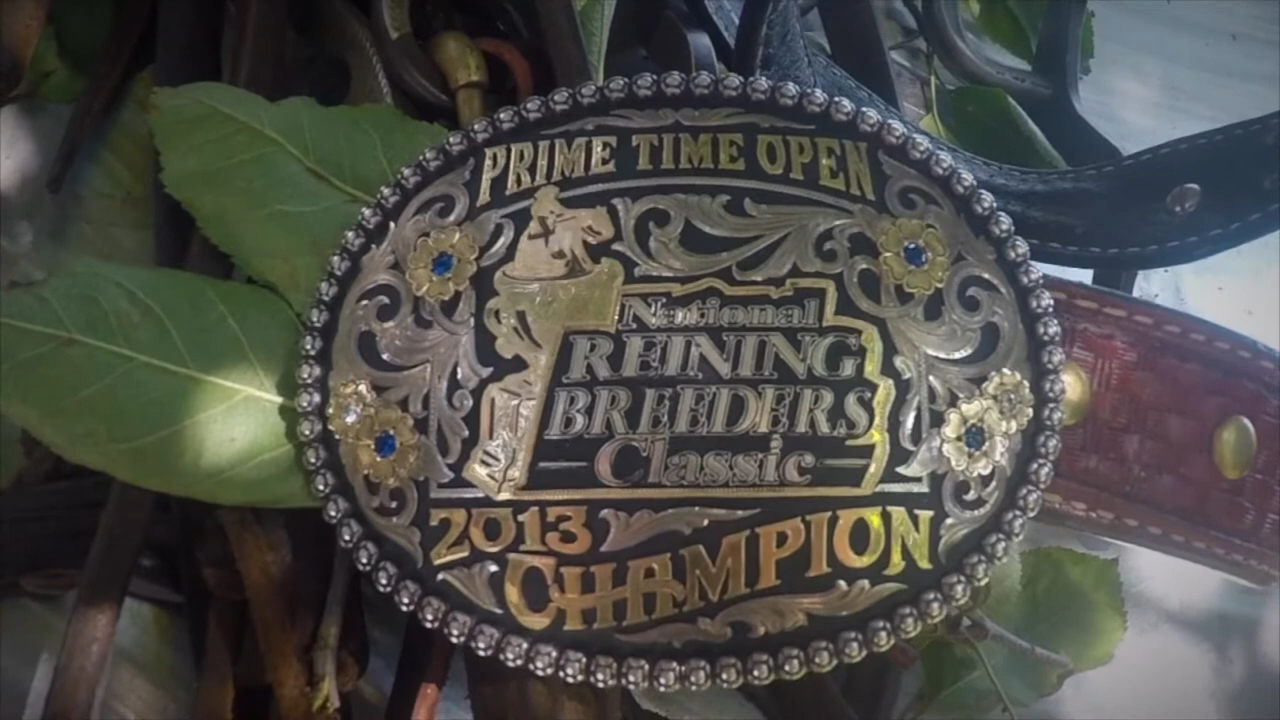 PRIME TIME OPEN
National
REINING
BREEDERS
Classic
2013
CHAMPION